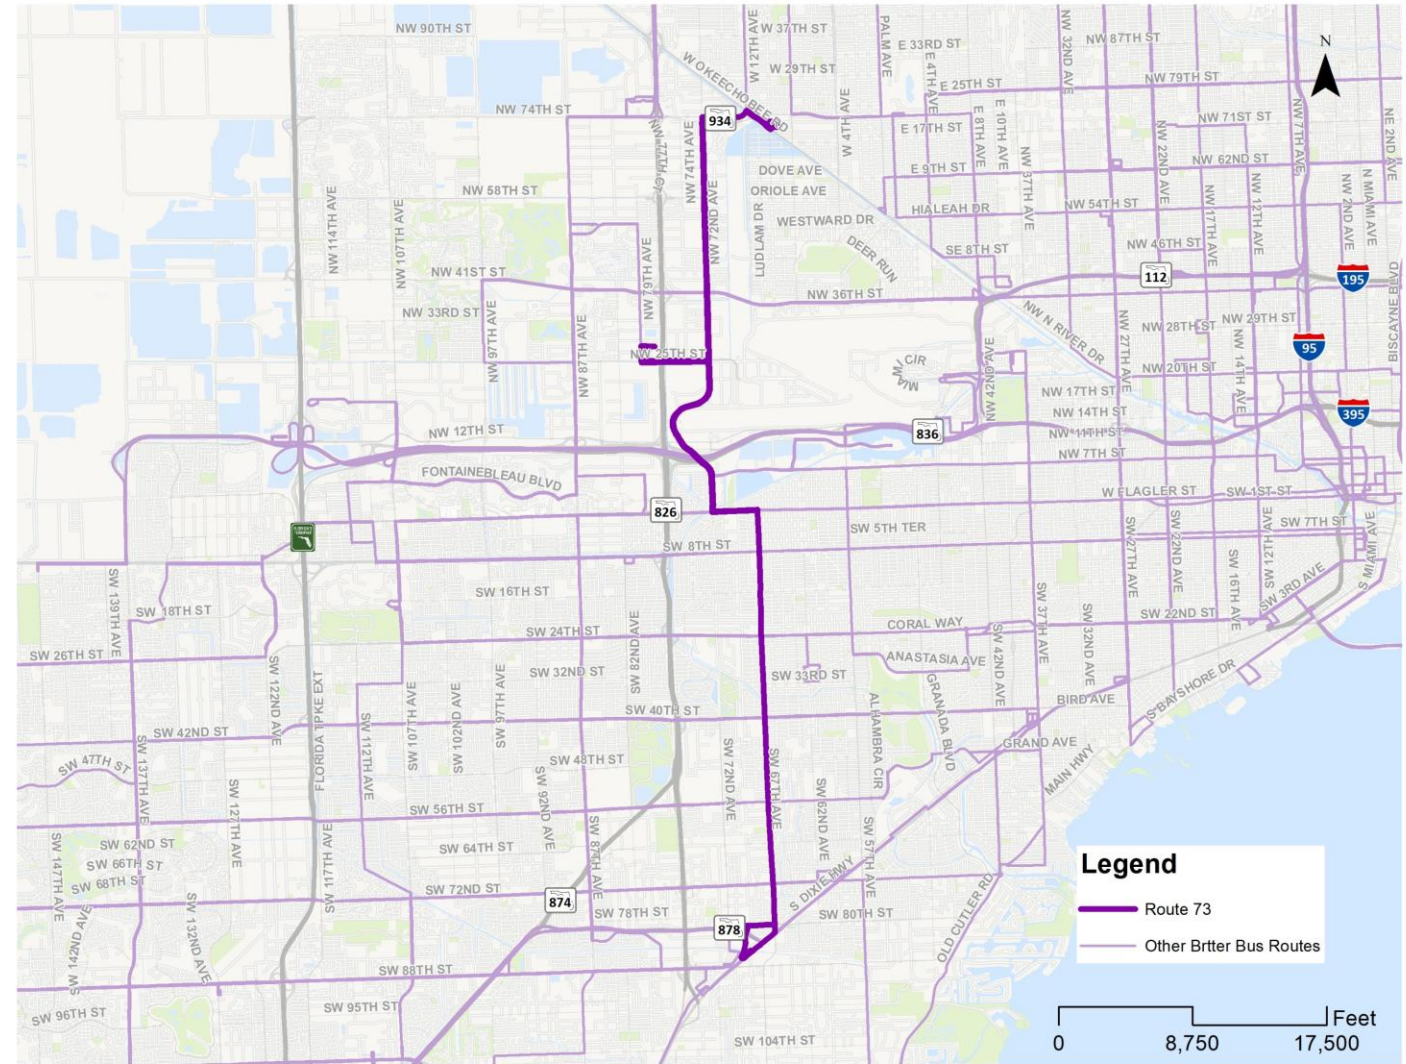 NW 90TH ST
W 12TH AVE
W 37TH ST
PALM AVE
E 33RD ST
NW 32ND AVE
NW 87TH ST
N
W OKEECHOBEE RD
W 29TH ST
E 4TH AVE
E 25TH ST
NW 79TH ST
NW 7TH AVE
NE 2ND AVE
NW 74TH ST
934
W 4TH AVE
E 17TH ST
E 8TH AVE
E 10TH AVE
NW 71ST ST
NW 22ND AVE
NW 77TH CT
NW 74TH AVE
NW 72ND AVE
DOVE AVE
E 9TH ST
NW 37TH AVE
NW 62ND ST
NW 58TH ST
ORIOLE AVE
HIALEAH DR
NW 54TH ST
NW 17TH AVE
NW 12TH AVE
NW 2ND AVE
N MIAMI AVE
NW 114TH AVE
NW 107TH AVE
LUDLAM DR
WESTWARD DR
DEER RUN
SE 8TH ST
NW 46TH ST
NW 41ST ST
NW 79TH AVE
112
195
NW 36TH ST
NW 33RD ST
NW 97TH AVE
NW 87TH AVE
NW N RIVER DR
NW 27TH AVE
NW 28TH ST
NW 29TH ST
NW 14TH AVE
BISCAYNE BLVD
95
NW 25TH ST
CIR
NW 42ND AVE
NW 20TH ST
NW 17TH ST
NW 14TH ST
395
NW 12TH ST
836
NW 11TH ST
NW 7TH ST
FONTAINEBLEAU BLVD
W FLAGLER ST
SW 1ST ST
826
SW 5TH TER
SW 7TH ST
SW 8TH ST
SW 27TH AVE
SW 22ND AVE
SW 12TH AVE
S MIAMI AVE
SW 139TH AVE
SW 18TH ST
SW 16TH ST
SW 16TH AVE
SW 3RD AVE
SW 82ND AVE
SW 24TH ST
CORAL WAY
SW 22ND ST
SW 26TH ST
SW 122ND AVE
FLORIDA TPKE EXT
SW 32ND ST
SW 33RD ST
ANASTASIA AVE
SW 42ND AVE
SW 37TH AVE
SW 32ND AVE
S BAYSHORE DR
SW 112TH AVE
SW 107TH AVE
SW 102ND AVE
SW 97TH AVE
SW 40TH ST
ALHAMBRA CIR
GRANADA BLVD
BIRD AVE
SW 42ND ST
GRAND AVE
SW 47TH ST
SW 137TH AVE
SW 48TH ST
SW 72ND AVE
SW 67TH AVE
MAIN HWY
SW 127TH AVE
SW 92ND AVE
SW 56TH ST
SW 62ND AVE
SW 57TH AVE
SW 147TH AVE
SW 62ND ST
SW 66TH ST
SW 68TH ST
SW 117TH AVE
SW 64TH ST
SW 87TH AVE
S DIXIE HWY
SW 72ND ST
874
SW 78TH ST
878
SW 80TH ST
OLD CUTLER RD
SW 142ND AVE
SW 132ND AVE
SW 88TH ST
SW 95TH ST
SW 96TH ST
SW 104TH ST
Legend
Route 73
Other Brtter Bus Routes
Feet
0 8,750 17,500